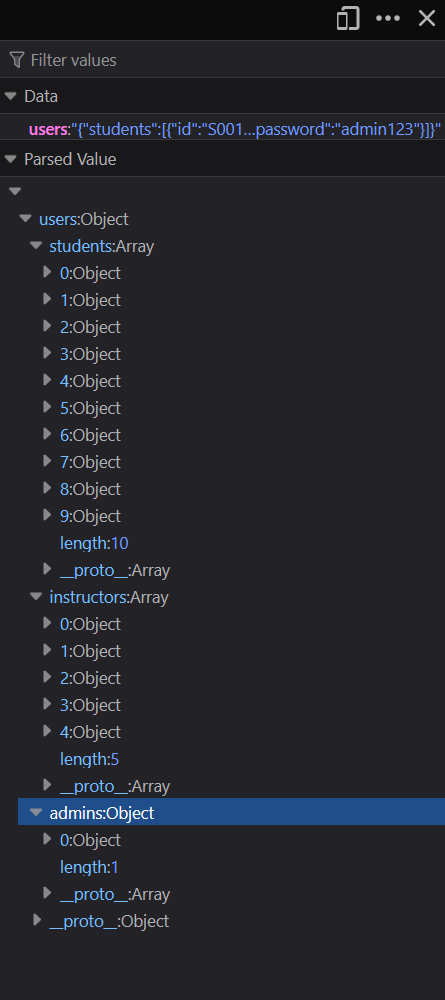 Filter values
Data
users:"{"students":[{"id":"S001…password":"admin123"}]}"
Parsed Value
users:Object
students:Array
0:Object
1:Object
2:Object
3:Object
4:Object
5:Object
6:Object
7:Object
8:Object
9:Object
length:10
__proto__:Array
instructors:Array
0:Object
1:Object
2:Object
3:Object
4:Object
length:5
__proto__:Array
admins:Object
0:Object
length:1
__proto__:Array
__proto__:Object